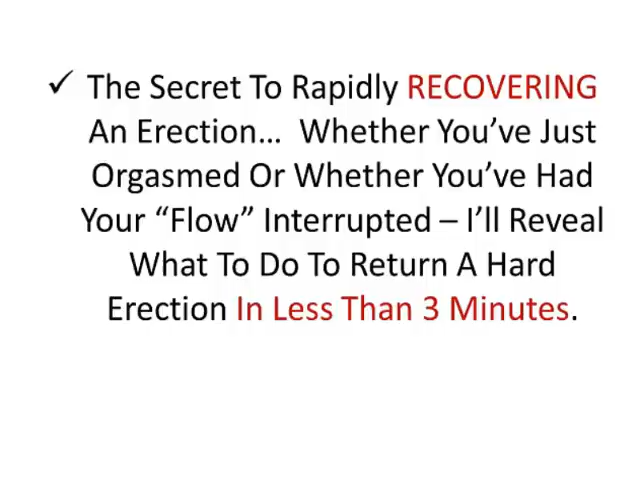 ✓ The Secret To Rapidly RECOVERING
An Erection... Whether You’ve Just
Orgasmed Or Whether You’ve Had
Your “Flow” Interrupted – I’ll Reveal
What To Do To Return A Hard
Erection In Less Than 3 Minutes.